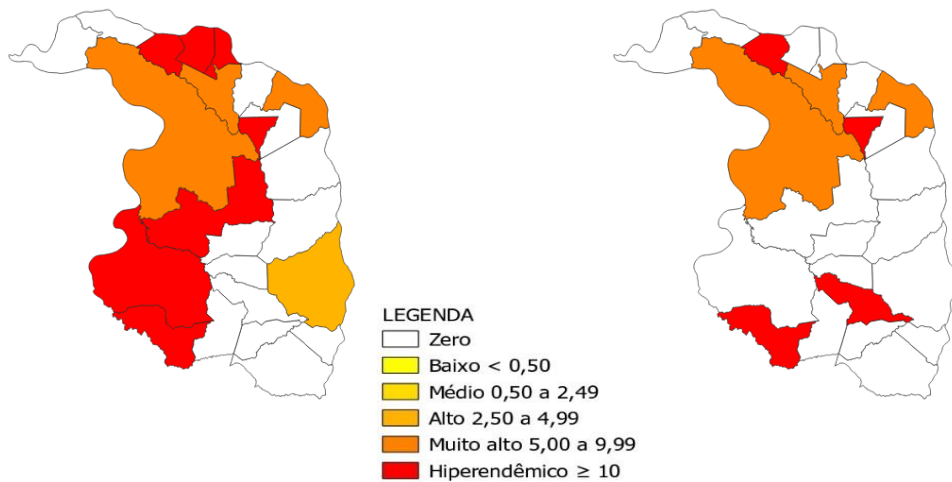 LEGENDA
Zero
Baixo < 0,50
Médio 0,50 a 2,49
Alto 2,50 a 4,99
Muito alto 5,00 a 9,99
Hiperendêmico ≥ 10